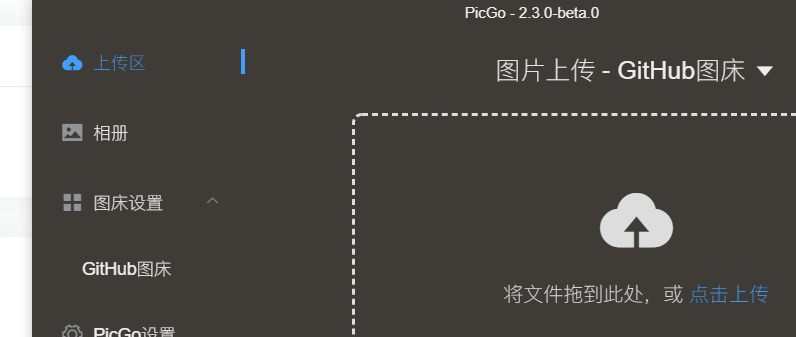 PicGo - 2.3.0-beta.0
上传区
图片上传 - GitHub图床
相册
图床设置
GitHub图床
将文件拖到此处，或 点击上传
PicGo设置